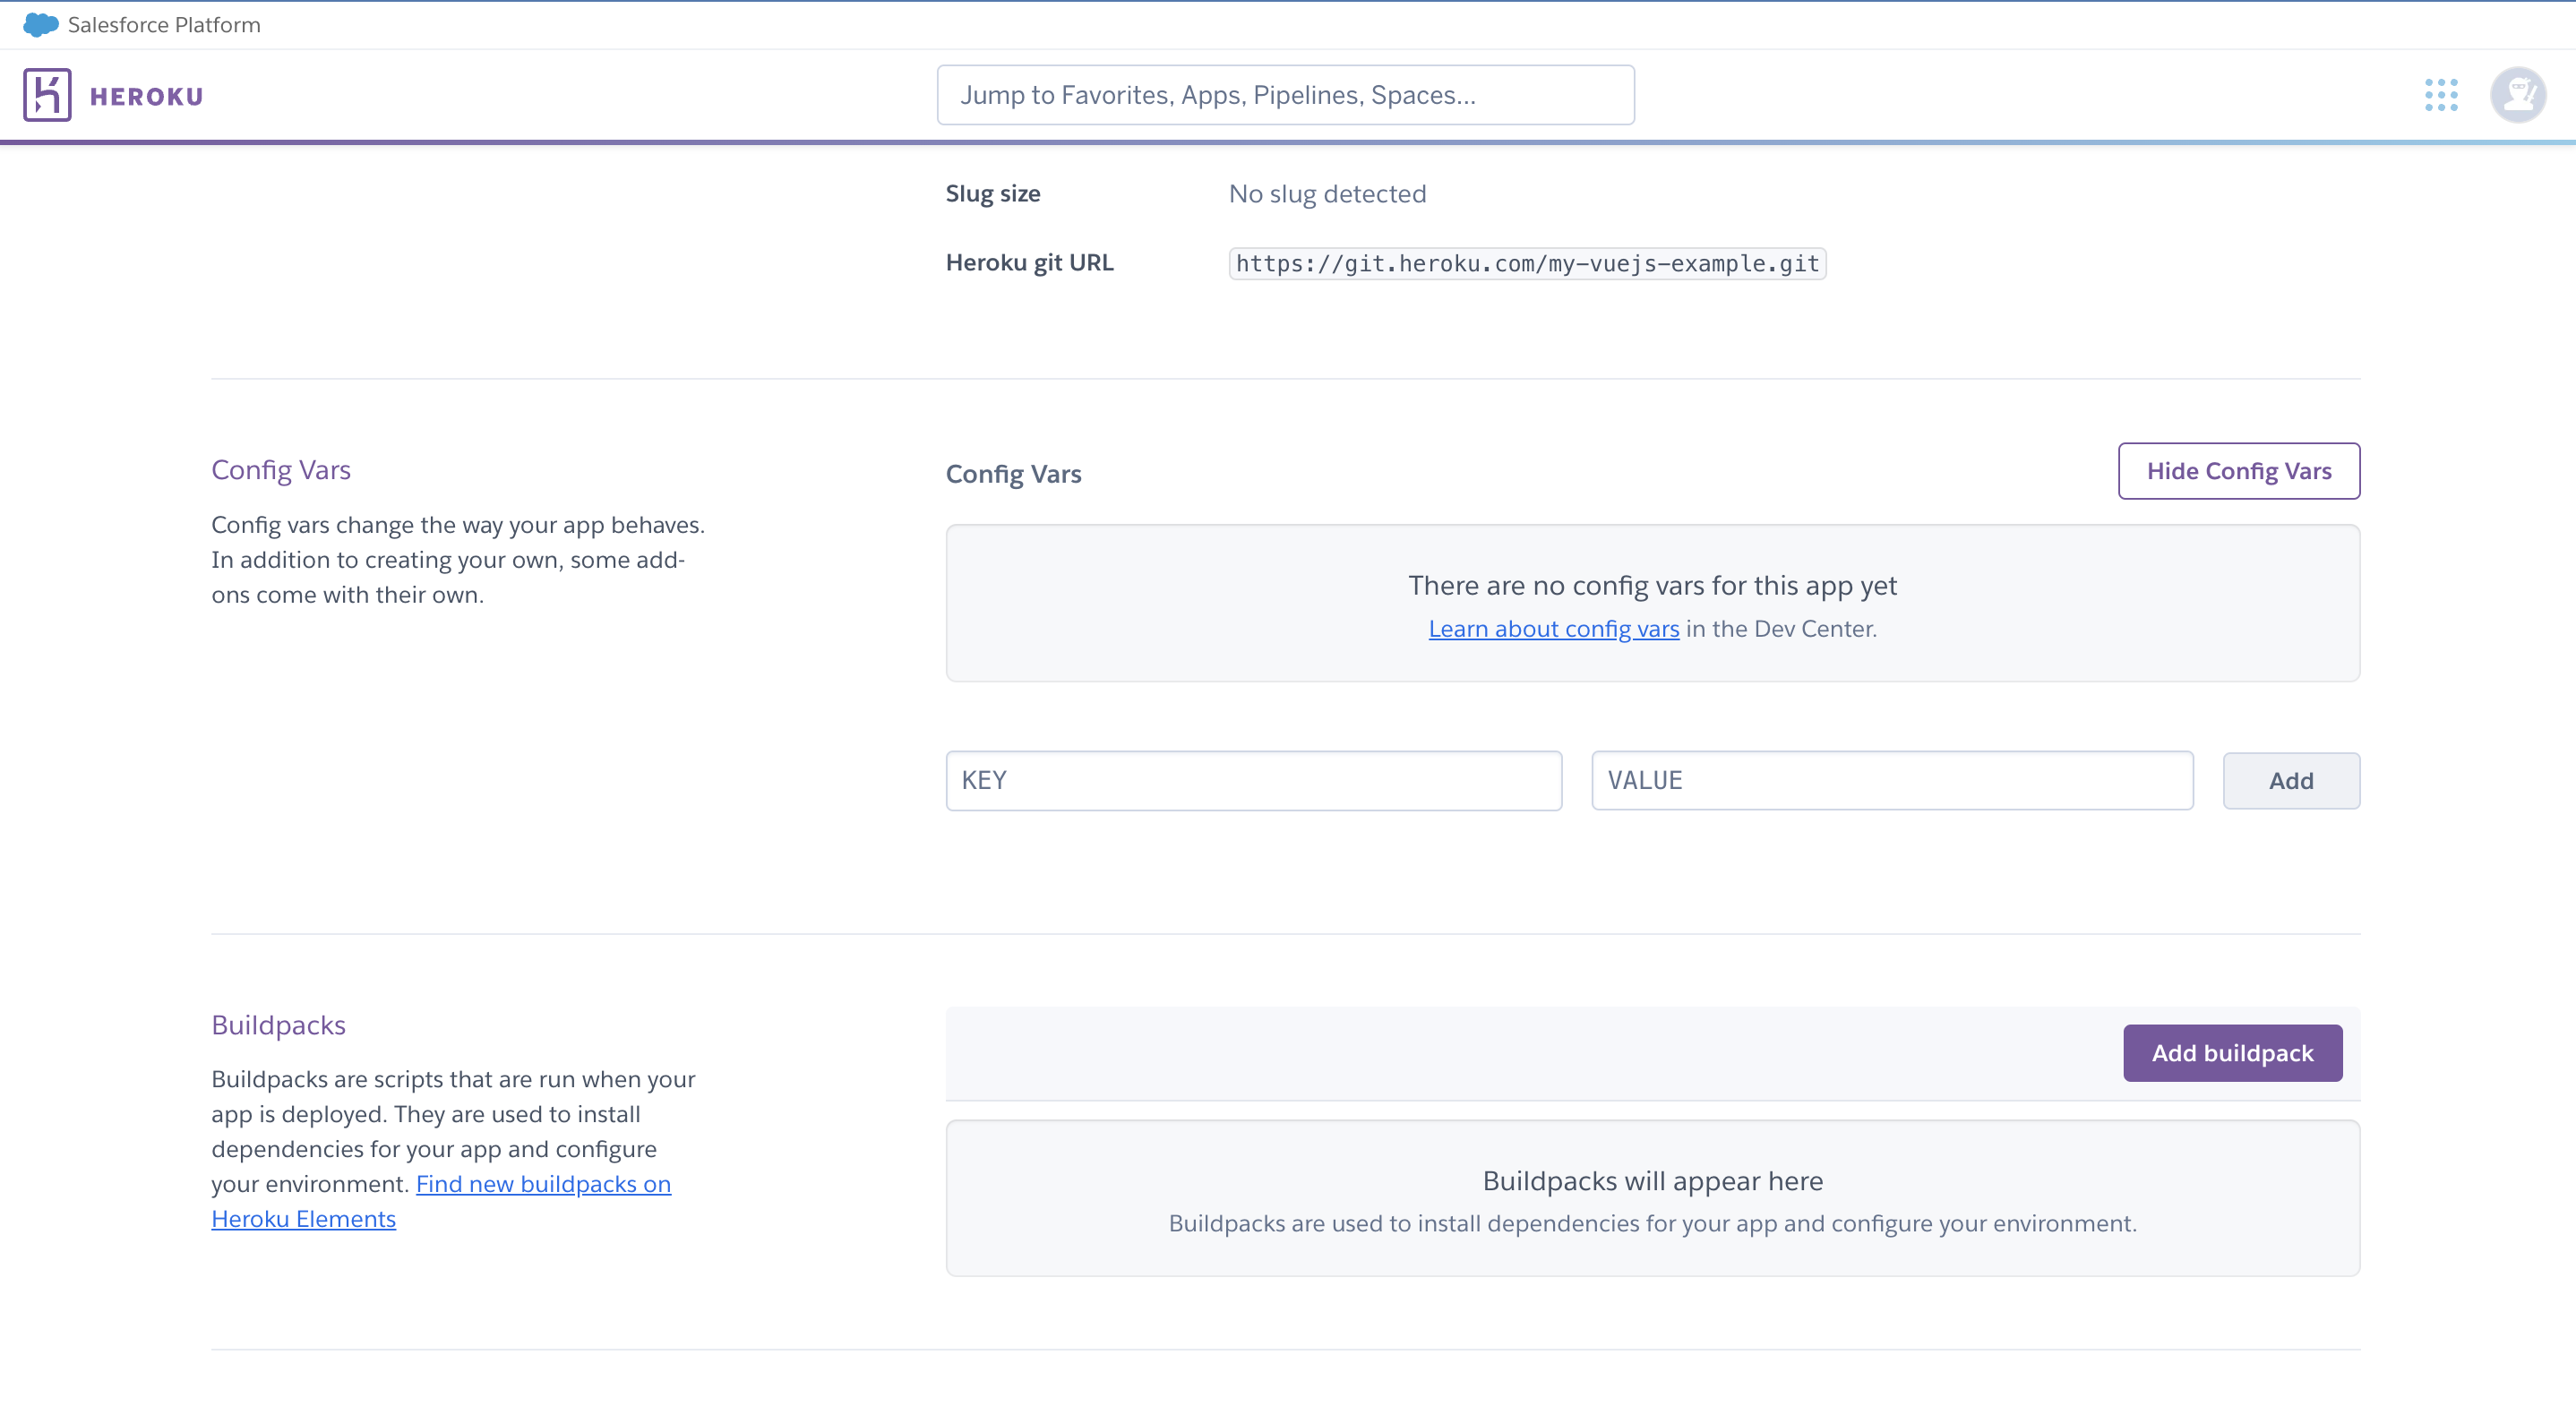 Salesforce Platform
HEROKU
Jump to Favorites, Apps, Pipelines, Spaces...
Slug size
No slug detected
Heroku git URL
https://git.heroku.com/my-vuejs-example.git
Config Vars
Config vars change the way your app behaves.
In addition to creating your own, some add-
ons come with their own.
Config Vars
Hide Config Vars
There are no config vars for this app yet
Learn about config vars in the Dev Center.
KEY
VALUE
Add
Buildpacks
Buildpacks are scripts that are run when your
app is deployed. They are used to install
dependencies for your app and configure
your environment. Find new buildpacks on
Heroku Elements
Add buildpack
Buildpacks will appear here
Buildpacks are used to install dependencies for your app and configure your environment.